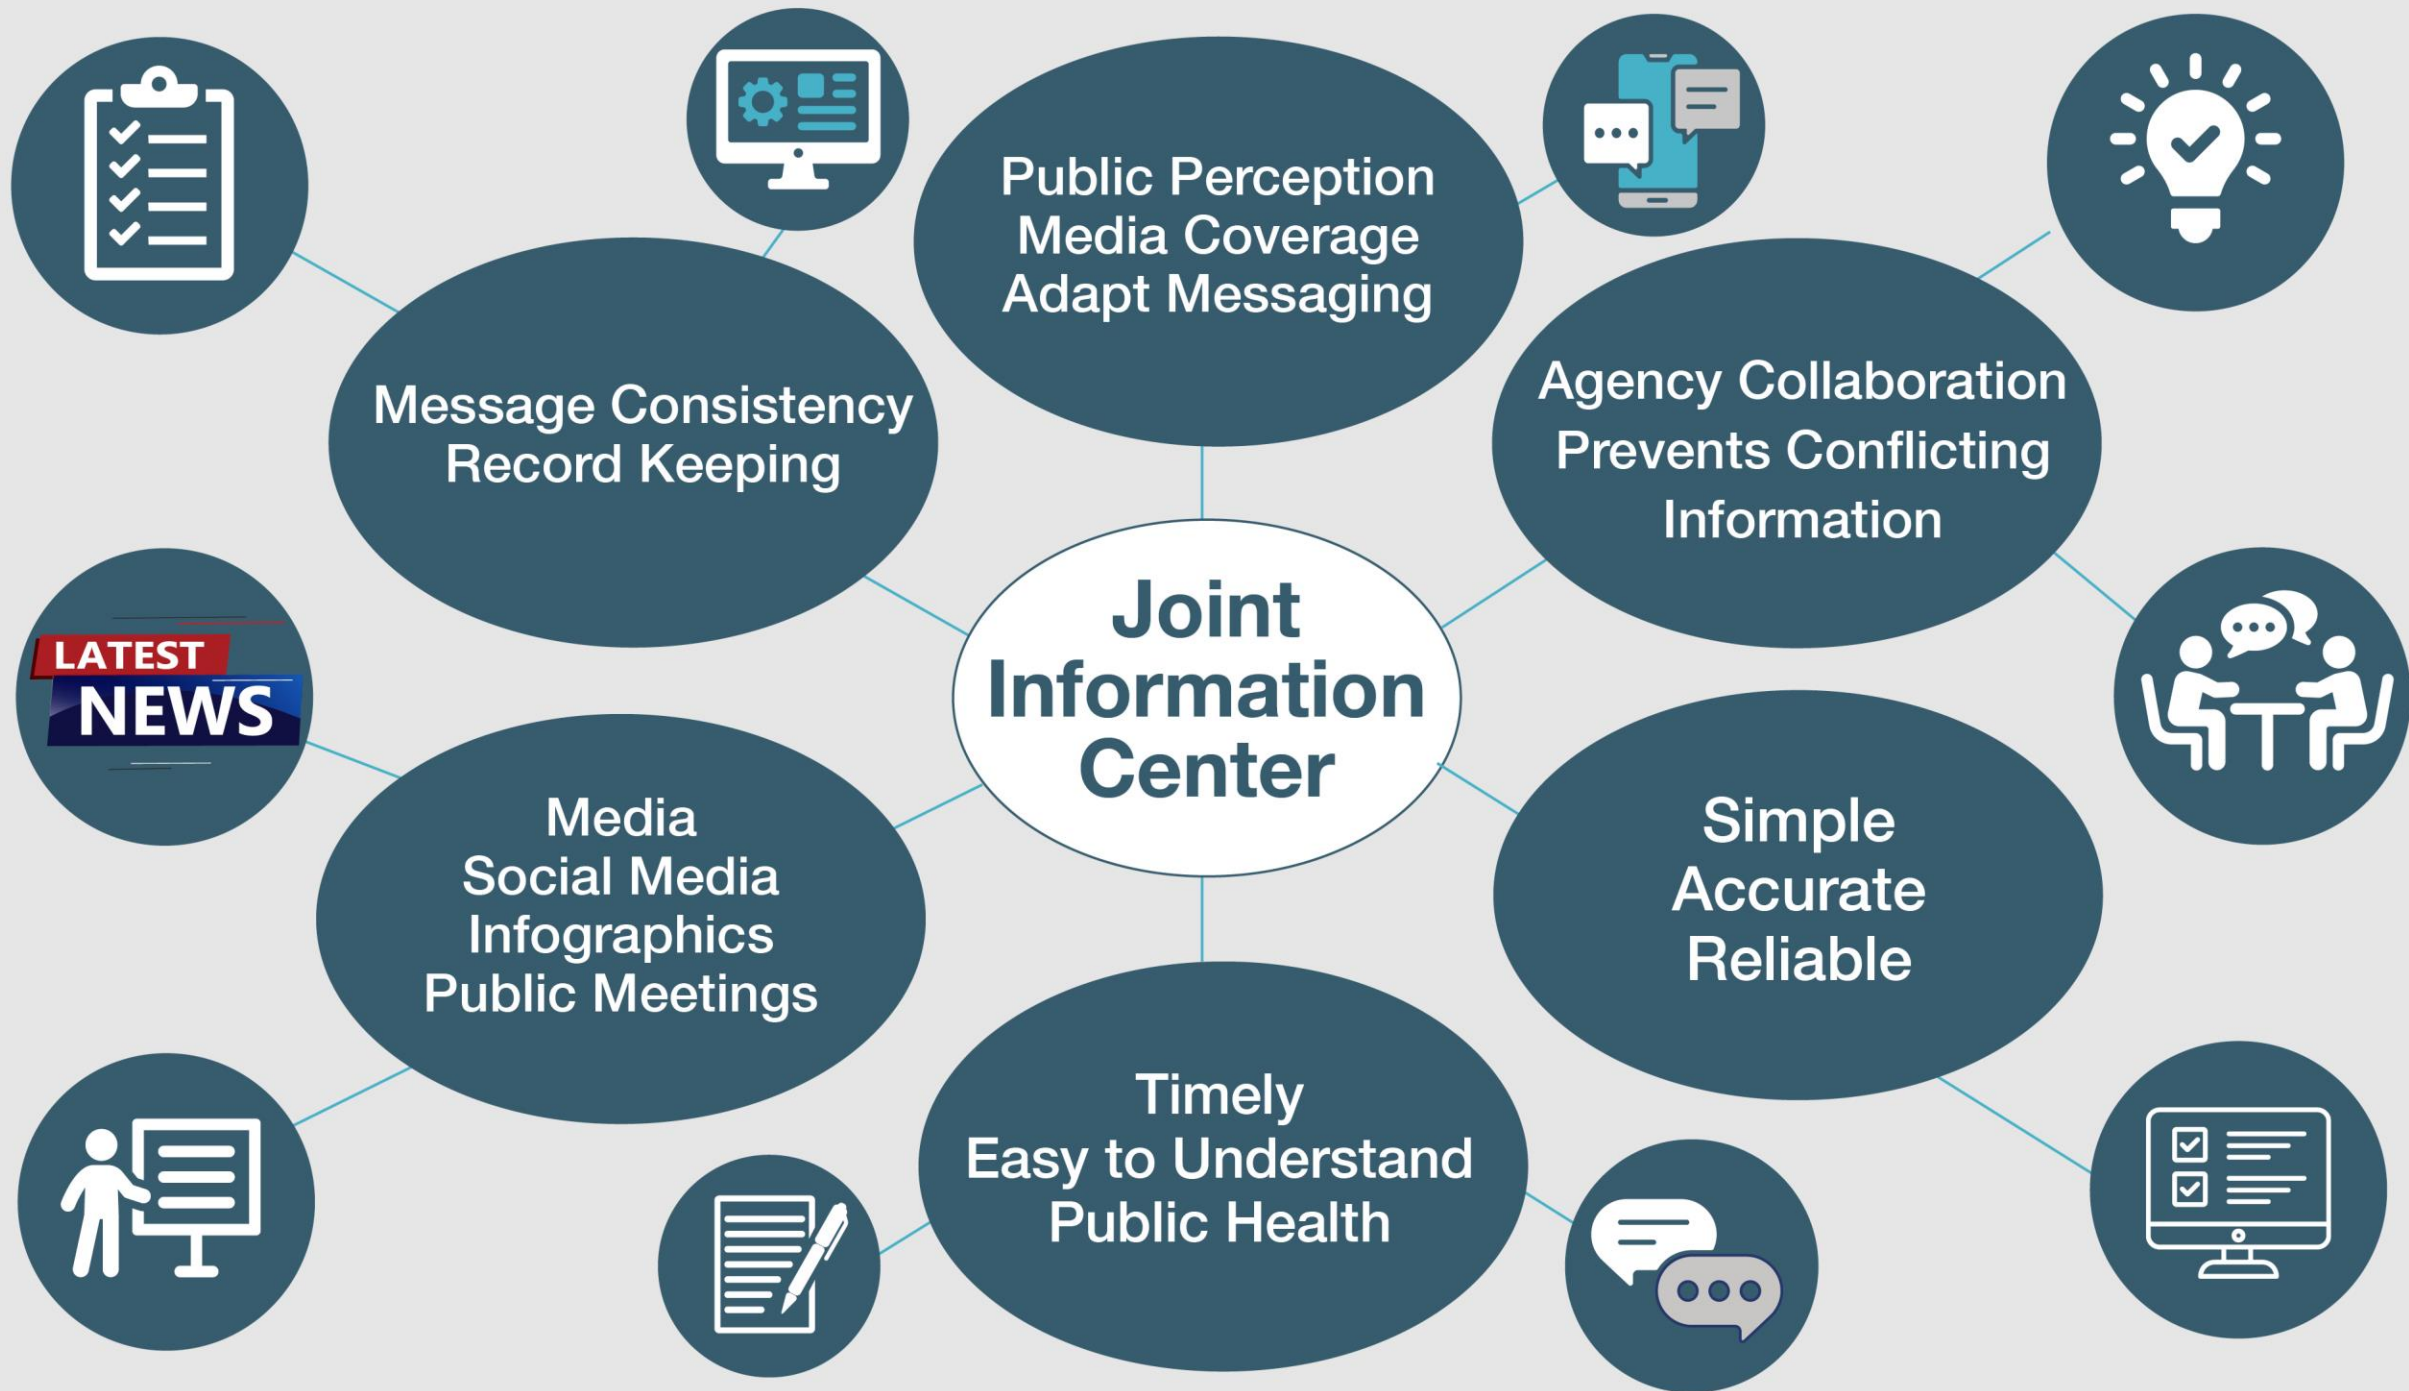 Public Perception
Media Coverage
Adapt Messaging
Message Consistency
Record Keeping
Agency Collaboration
Prevents Conflicting
Information
Joint
Information
Center
LATEST
NEWS
Media
Social Media
Infographics
Public Meetings
Simple
Accurate
Reliable
Timely
Easy to Understand
Public Health